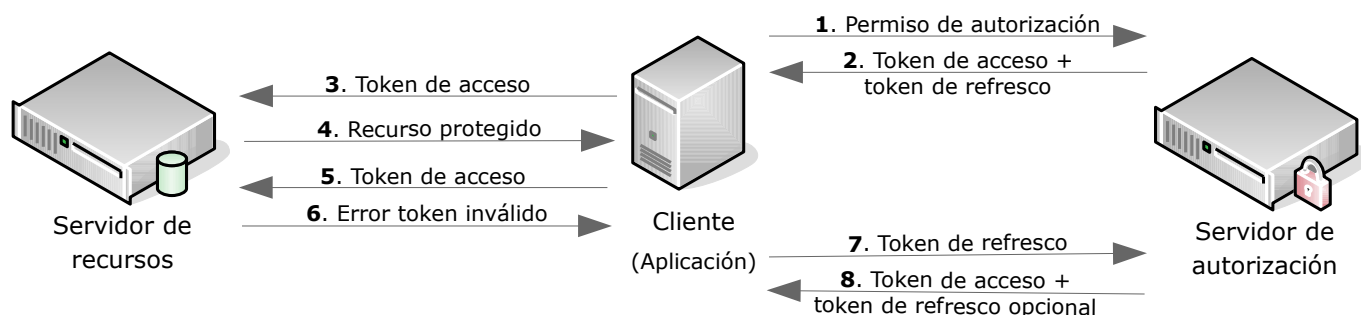 1. Permiso de autorización
2. Token de acceso +
token de refresco
3. Token de acceso
4. Recurso protegido
5. Token de acceso
6. Error token inválido
Servidor de
recursos
Cliente
(Aplicación)
7. Token de refresco
8. Token de acceso +
token de refresco opcional
Servidor de
autorización